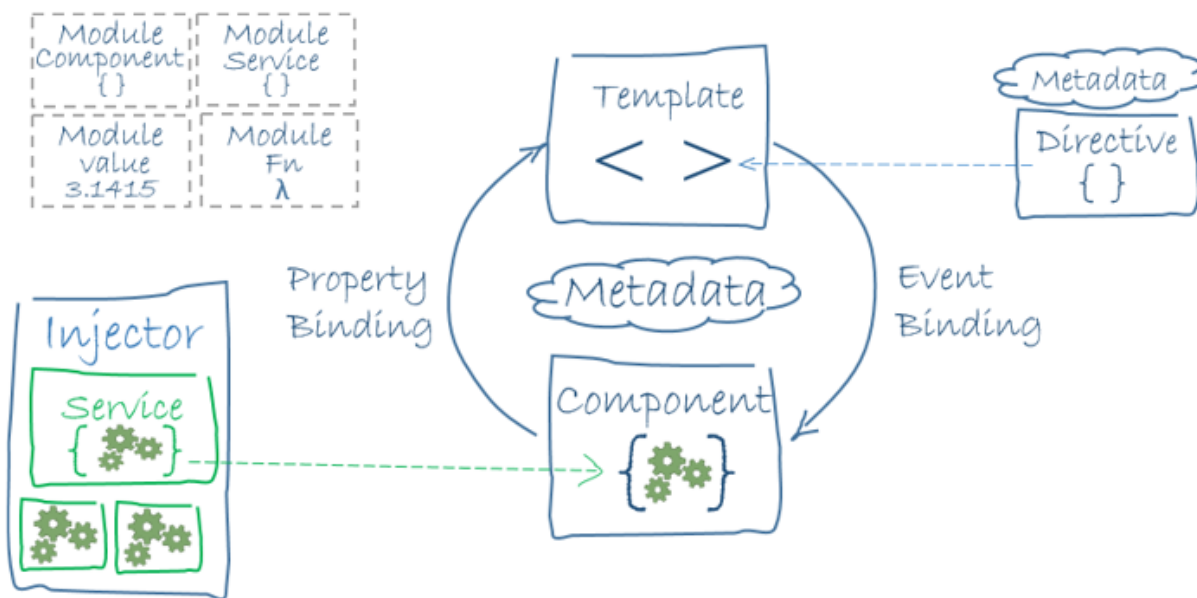 Module
Component
{ }
Module
Service
{ }
Module
value
3.1415
Module
Fn
λ
Template
< >
Metadata
Directive
{ }
Property
Binding
Metadata
Event
Binding
Injector
Service
{ }
Component
{ }